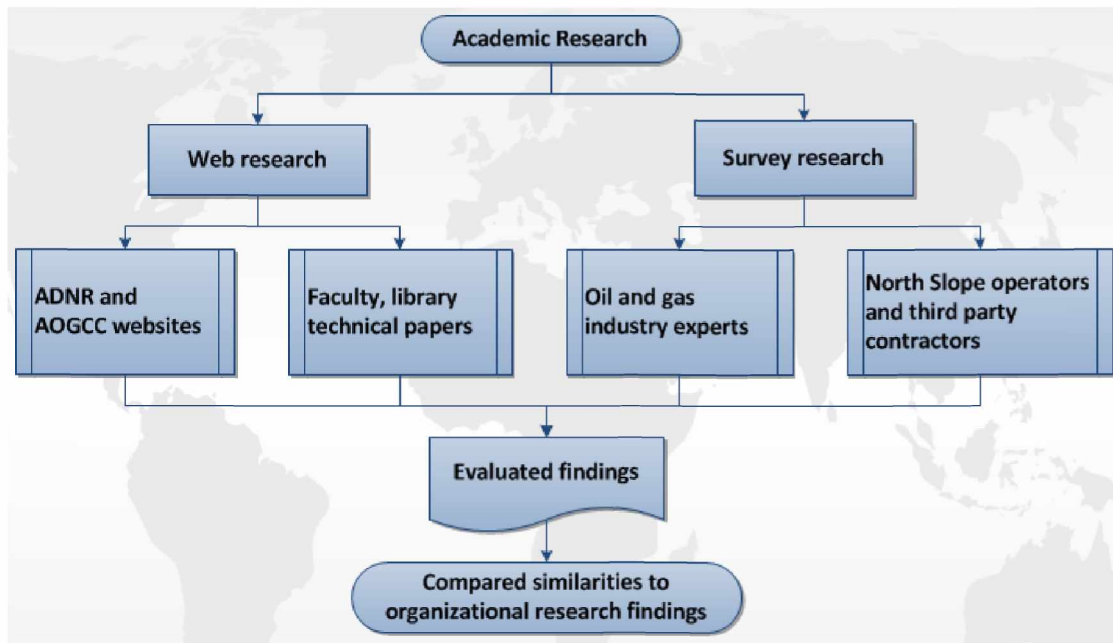 Academic Research
Web research
Survey research
ADNR and
AOGCC websites
Faculty, library
technical papers
Oil and gas
industry experts
North Slope operators
and third party
contractors
Evaluated findings
Compared similarities to
organizational research findings